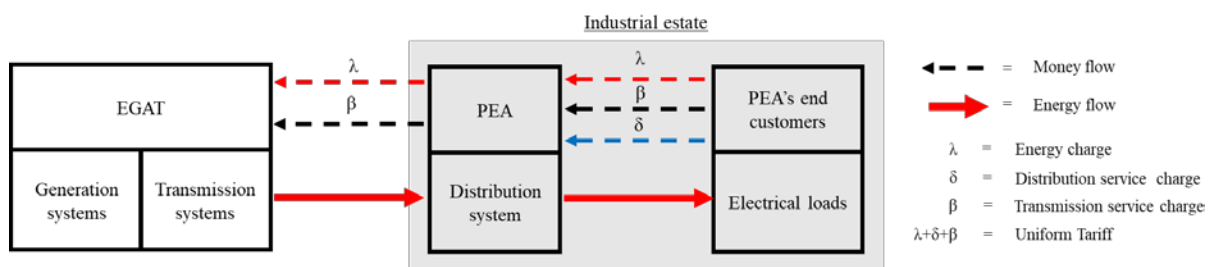 Industrial estate
λ
β
λ
β
δ
EGAT
PEA
PEA's end
customers
Generation
systems
Transmission
systems
Distribution
system
Electrical loads
= Money flow
= Energy flow
λ = Energy charge
δ = Distribution service charge
β = Transmission service charge
λ+δ+β = Uniform Tariff